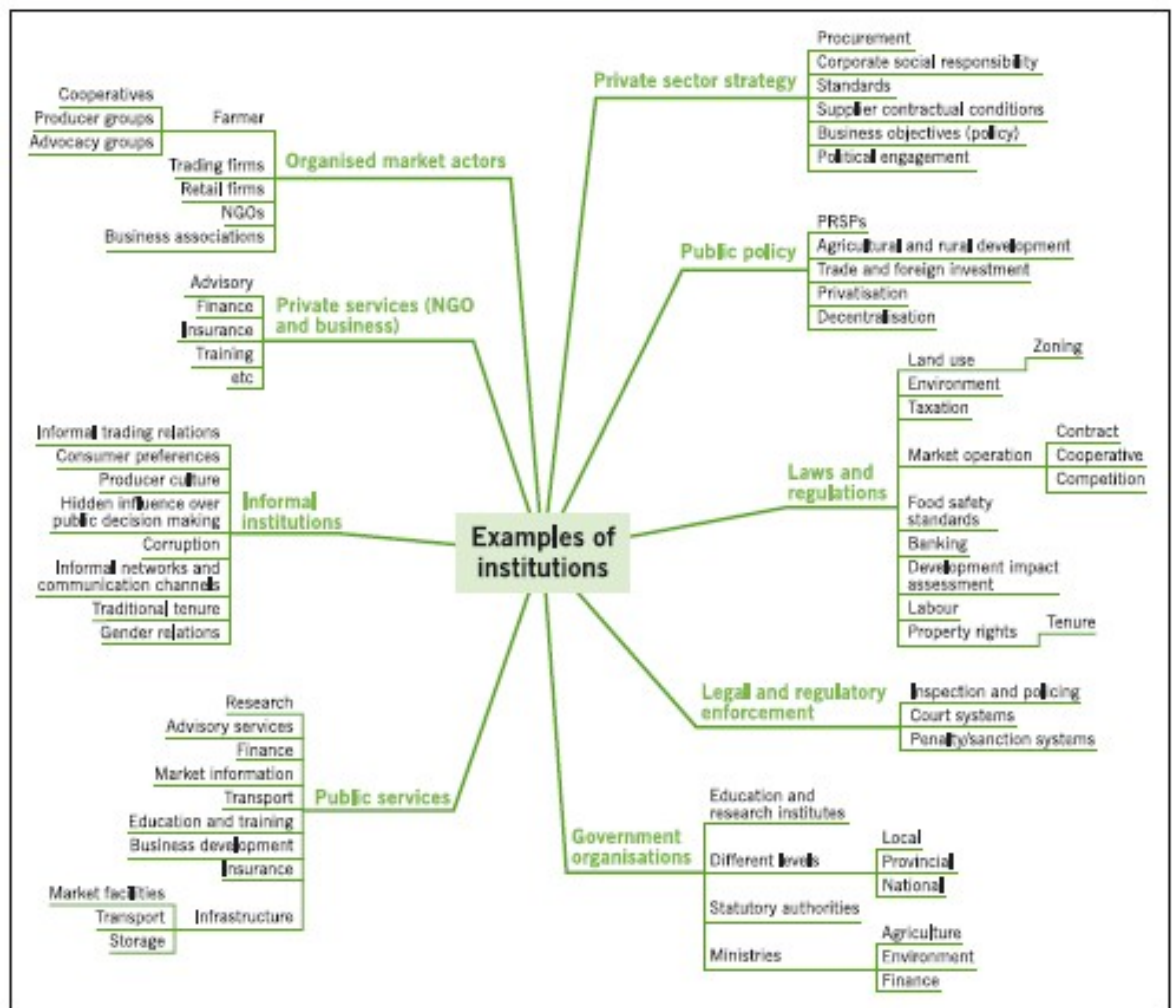 Examples of
institutions
Private sector strategy
Procurement
Corporate social responsibility
Standards
Supplier contractual conditions
Business objectives (policy)
Political engagement
Public policy
PRSPs
Agricultural and rural development
Trade and foreign investment
Privatisation
Decentralisation
Laws and
regulations
Land use
Zoning
Environment
Taxation
Market operation
Contract
Cooperative
Competition
Food safety
standards
Banking
Development impact
assessment
Labour
Property rights
Tenure
Legal and regulatory
enforcement
Inspection and policing
Court systems
Penalty/sanction systems
Government
organisations
Education and
research institutes
Different levels
Local
Provincial
National
Statutory authorities
Ministries
Agriculture
Environment
Finance
Public services
Research
Advisory services
Finance
Market information
Transport
Education and training
Business development
Insurance
Infrastructure
Market facilities
Transport
Storage
Informal
institutions
Informal trading relations
Consumer preferences
Producer culture
Hidden influence over
public decision making
Corruption
Informal networks and
communication channels
Traditional tenure
Gender relations
Private services (NGO
and business)
Advisory
Finance
Insurance
Training
etc
Organised market actors
Farmer
Cooperatives
Producer groups
Advocacy groups
Trading firms
Retail firms
NGOs
Business associations